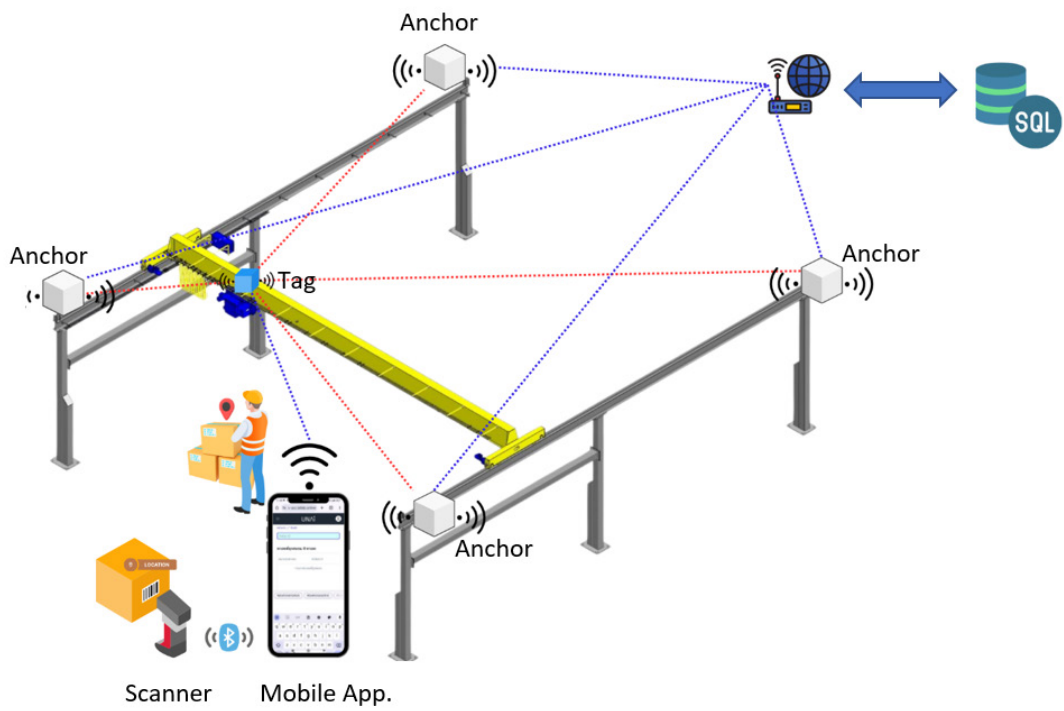 Anchor
SQL
Anchor
Anchor
Tag
Anchor
LOCATION
Scanner
Mobile App.